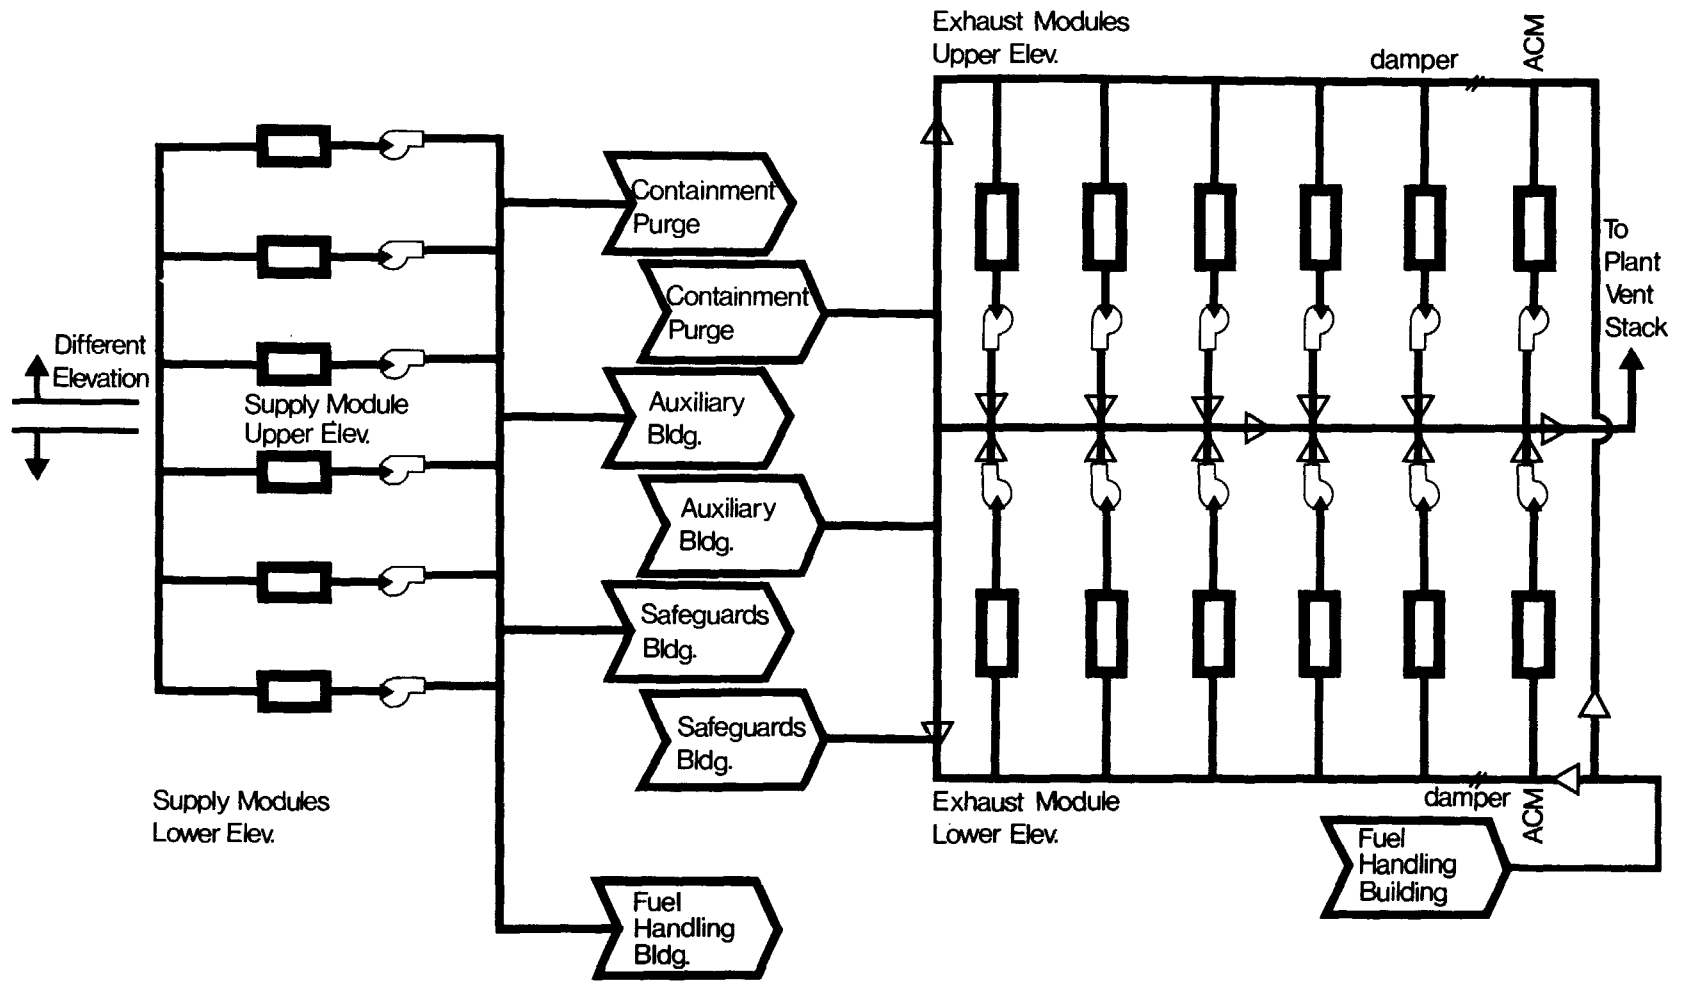 Exhaust Modules
Upper Elev.
damper
ACM
Containment
Purge
Containment
Purge
To
Plant
Vent
Stack
Different
Elevation
Supply Module
Upper Elev.
Auxiliary
Bldg.
Auxiliary
Bldg.
Safeguards
Bldg.
Safeguards
Bldg.
Supply Modules
Lower Elev.
Exhaust Module
Lower Elev.
damper
ACM
Fuel
Handling
Building
Fuel
Handling
Bldg.